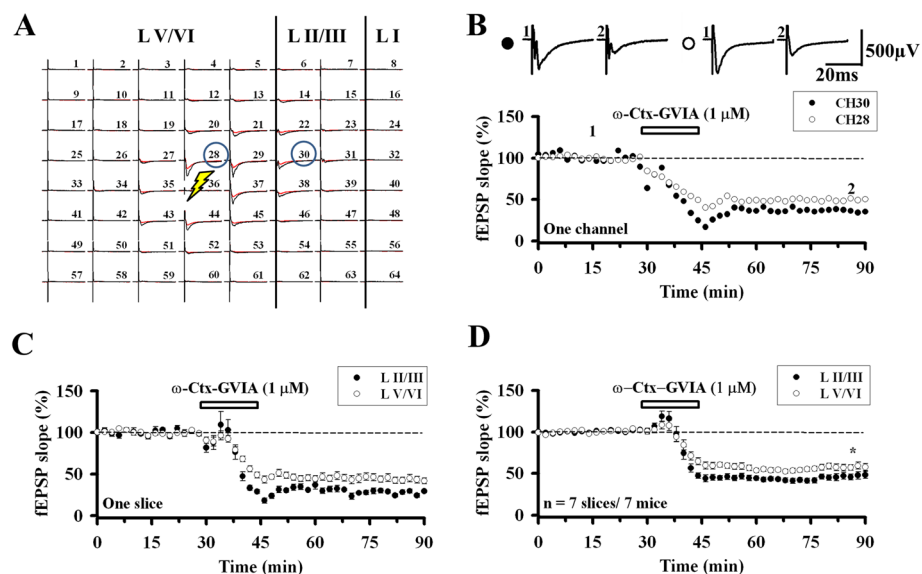 A
L V/VI L II/III L I
1 2 3 4 5 6 7 8
9 10 11 12 13 14 15 16
17 18 19 20 21 22 23 24
25 26 27 28 29 30 31 32
33 34 35 36 37 38 39 40
41 42 43 44 45 46 47 48
49 50 51 52 53 54 55 56
57 58 59 60 61 62 63 64
B
1 2 1 2
500μV
20ms
ω-Ctx-GVIA (1 μM)
CH30
CH28
fEPSP slope (%)
150
100
50
0
1
2
One channel
0 15 30 45 60 75 90
Time (min)
C
ω-Ctx-GVIA (1 μM)
L II/III
L V/VI
fEPSP slope (%)
150
100
50
0
One slice
0 15 30 45 60 75 90
Time (min)
D
ω−Ctx−GVIA (1 μM)
L II/III
L V/VI
fEPSP slope (%)
150
100
50
0
*
n = 7 slices/ 7 mice
0 15 30 45 60 75 90
Time (min)